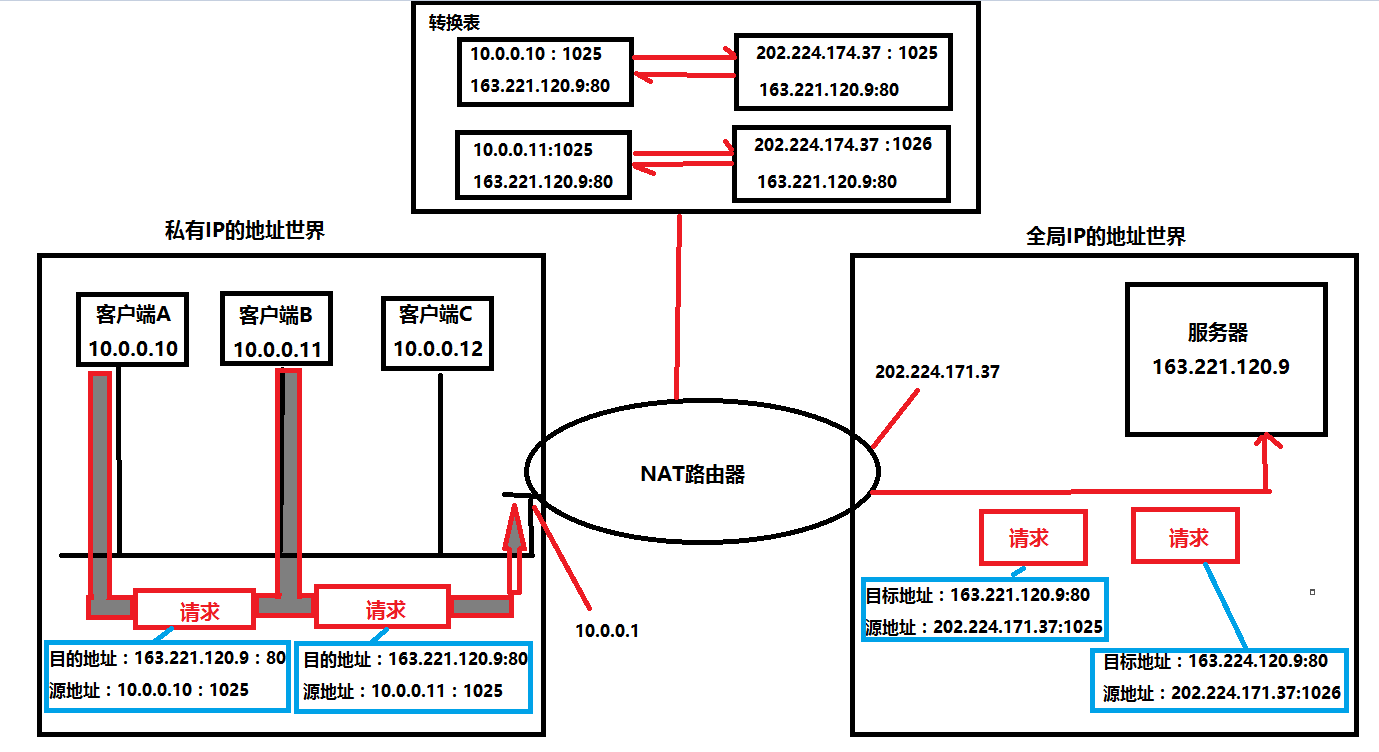 转换表
10.0.0.10：1025
163.221.120.9:80
202.224.174.37：1025
163.221.120.9:80
10.0.0.11:1025
163.221.120.9:80
202.224.174.37：1026
163.221.120.9:80
私有IP的地址世界
客户端A
10.0.0.10
客户端B
10.0.0.11
客户端C
10.0.0.12
NAT路由器
10.0.0.1
请求
请求
目的地址：163.221.120.9：80
源地址：10.0.0.10：1025
目的地址：163.221.120.9:80
源地址：10.0.0.11：1025
全局IP的地址世界
服务器
163.221.120.9
202.224.171.37
请求
请求
目标地址：163.221.120.9:80
源地址：202.224.171.37:1025
目标地址：163.224.120.9:80
源地址：202.224.171.37:1026